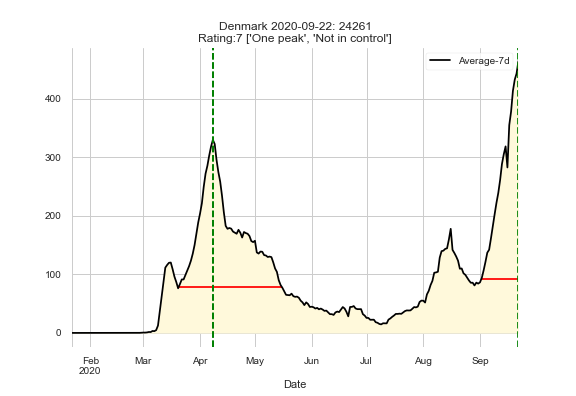 Denmark 2020-09-22: 24261
Rating:7 ['One peak', 'Not in control']
Average-7d
400
300
200
100
0
Feb
2020
Mar
Apr
May
Jun
Jul
Aug
Sep
Date